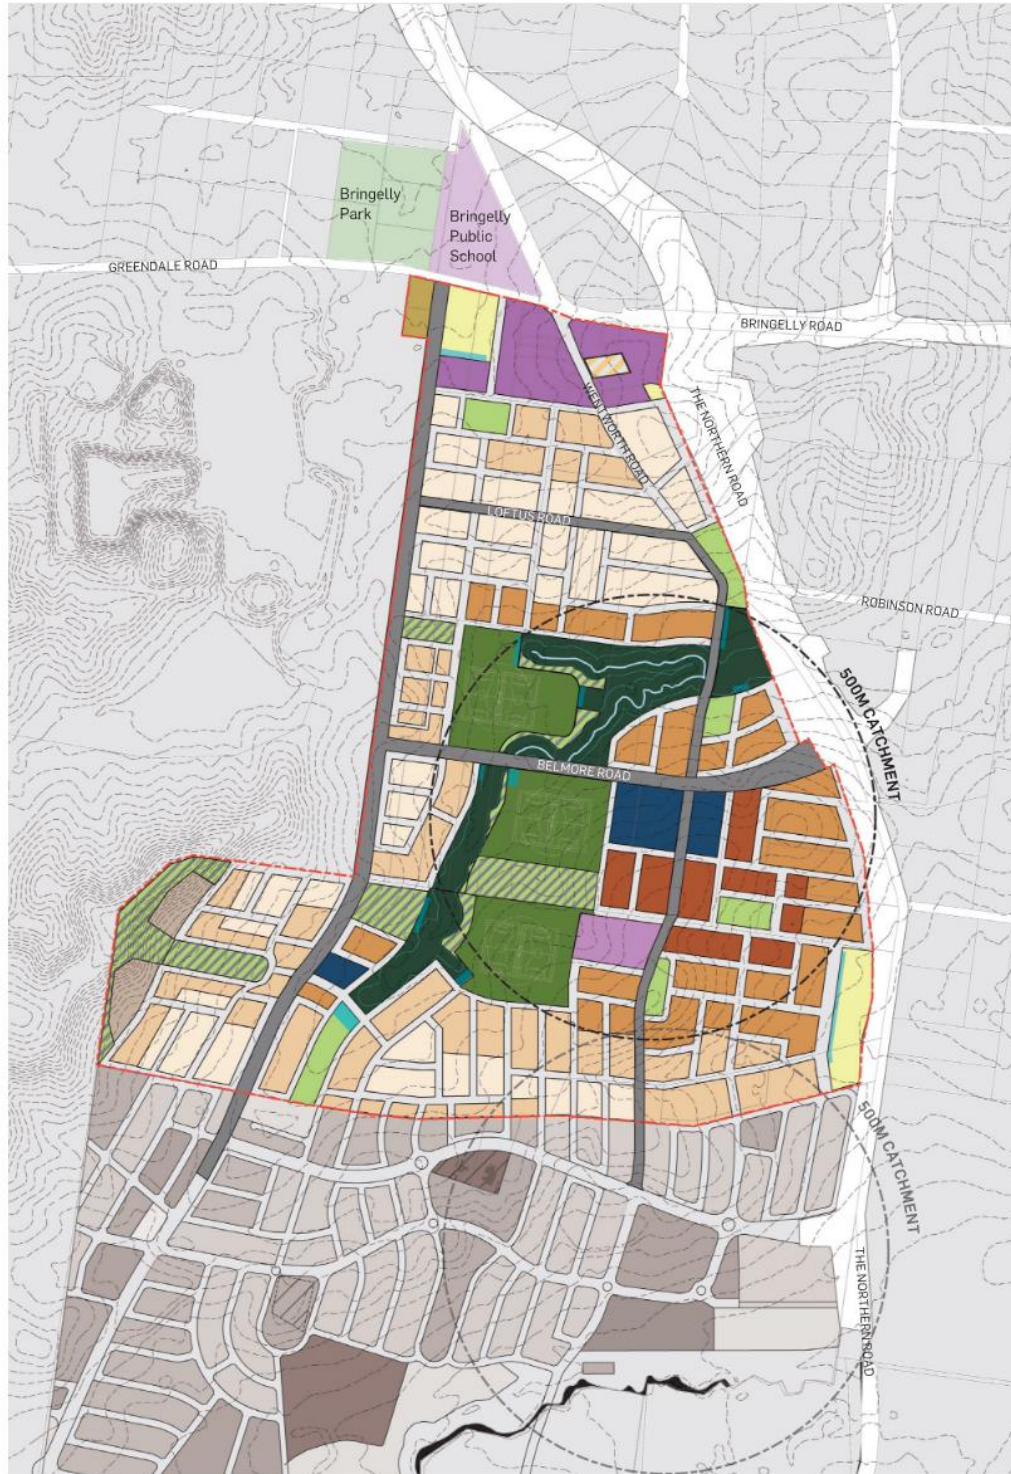 Bringelly
Park
Bringelly
Public
School
GREENDALE ROAD
BRINGELLY ROAD
WENTWORTH ROAD
THE NORTHERN ROAD
LOFTUS ROAD
ROBINSON ROAD
500M CATCHMENT
BELMORE ROAD
500M CATCHMENT
THE NORTHERN ROAD